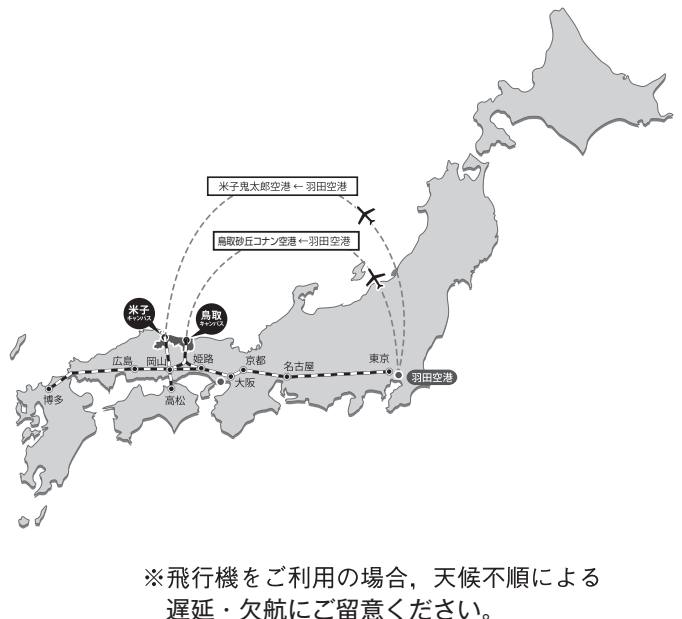 米子鬼太郎空港 ← 羽田空港
鳥取砂丘コナン空港 ← 羽田空港
米子
キャンパス
鳥取
キャンパス
広島
岡山
姫路
京都
名古屋
東京
羽田空港
大阪
博多
高松
※飛行機をご利用の場合，天候不順による
遅延・欠航にご留意ください。